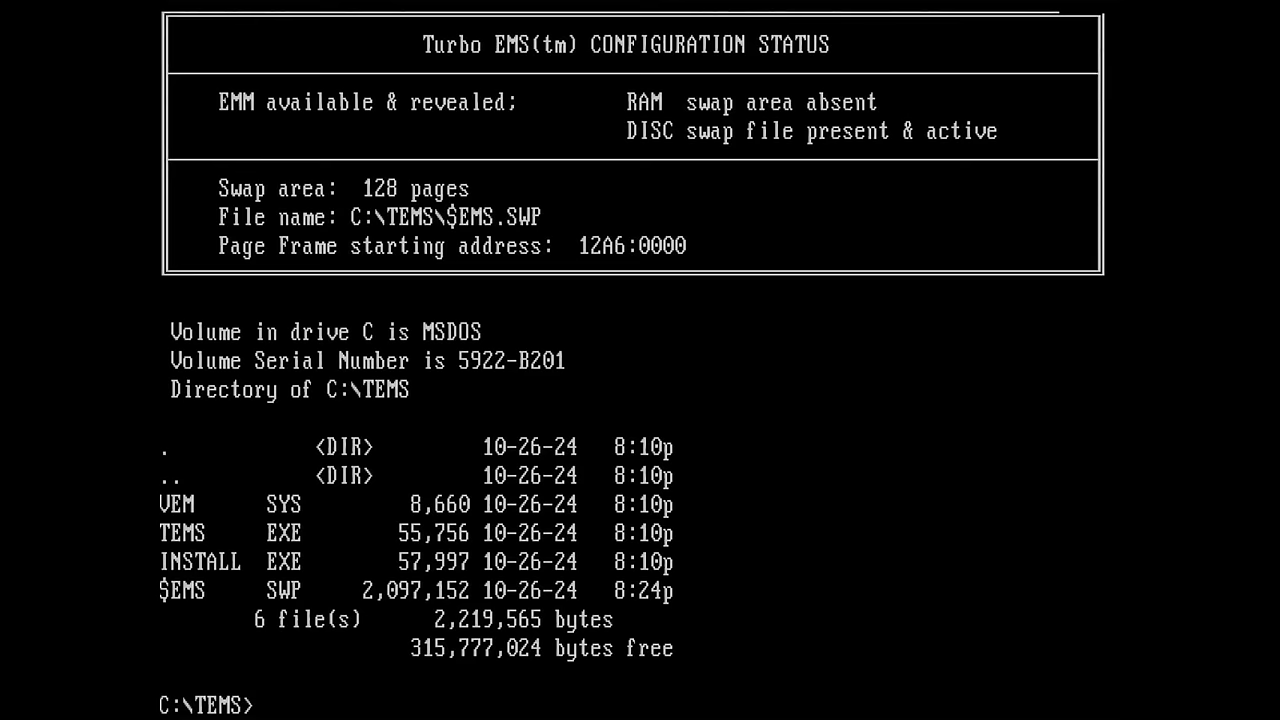 Turbo EMS(tm) CONFIGURATION STATUS
EMM available & revealed;    RAM  swap area absent
DISC swap file present & active
Swap area:  128 pages
File name: C:\TEMS\$EMS.SWP
Page Frame starting address:  12A6:0000
Volume in drive C is MSDOS
Volume Serial Number is 5922-B201
Directory of C:\TEMS
.            <DIR>         10-26-24   8:10p
..           <DIR>         10-26-24   8:10p
VEM      SYS         8,660 10-26-24   8:10p
TEMS     EXE        55,756 10-26-24   8:10p
INSTALL  EXE        57,997 10-26-24   8:10p
$EMS     SWP     2,097,152 10-26-24   8:24p
6 file(s)      2,219,565 bytes
315,777,024 bytes free
C:\TEMS>